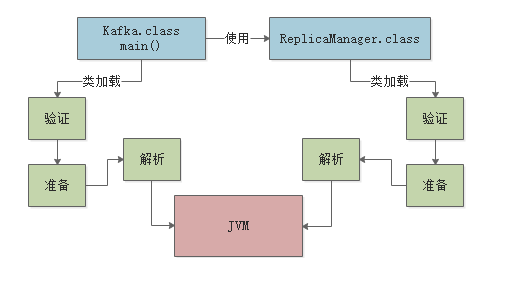 Kafka.class
main()
使用
ReplicaManager.class
类加载
类加载
验证
验证
解析
解析
准备
准备
JVM